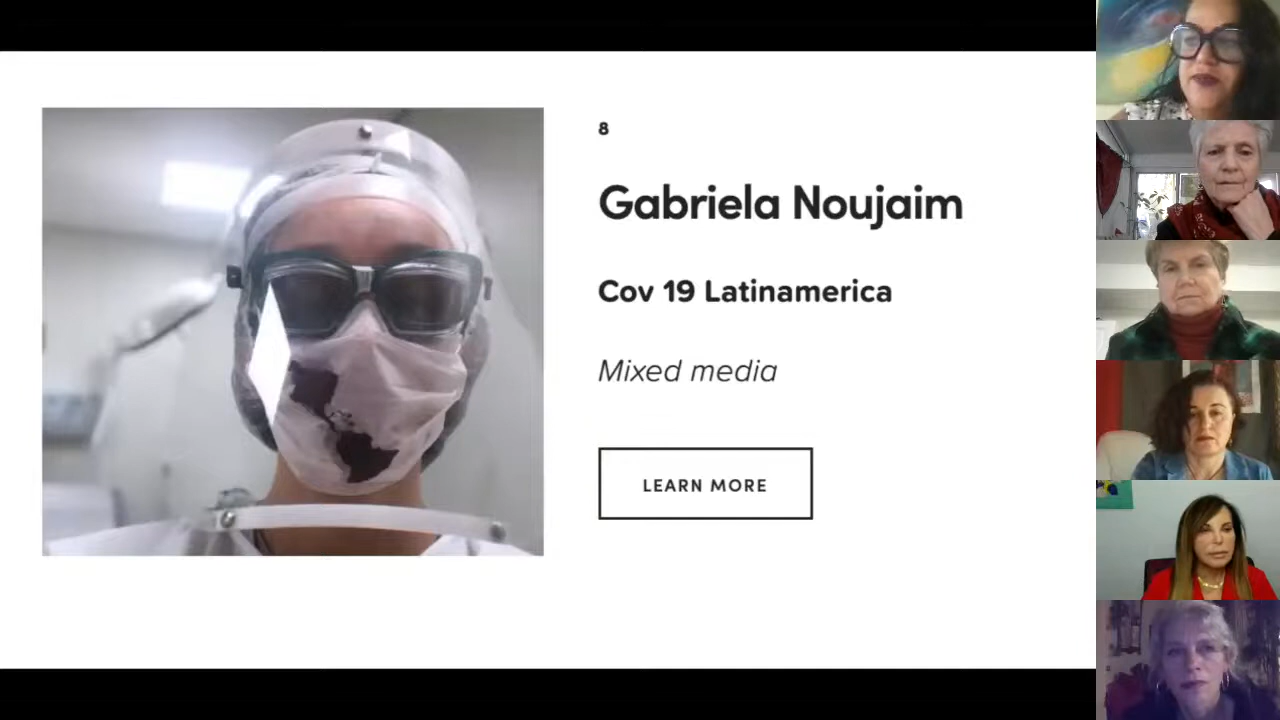 8
Gabriela Noujaim
Cov 19 Latinamerica
Mixed media
LEARN MORE